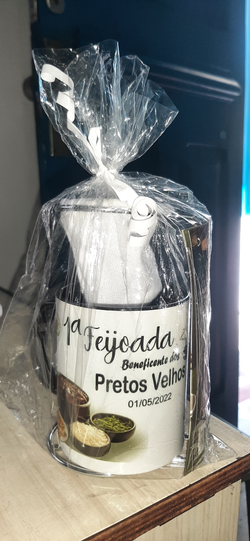 1ª Feijoada
Beneficente dos
Pretos Velhos
01/05/2022